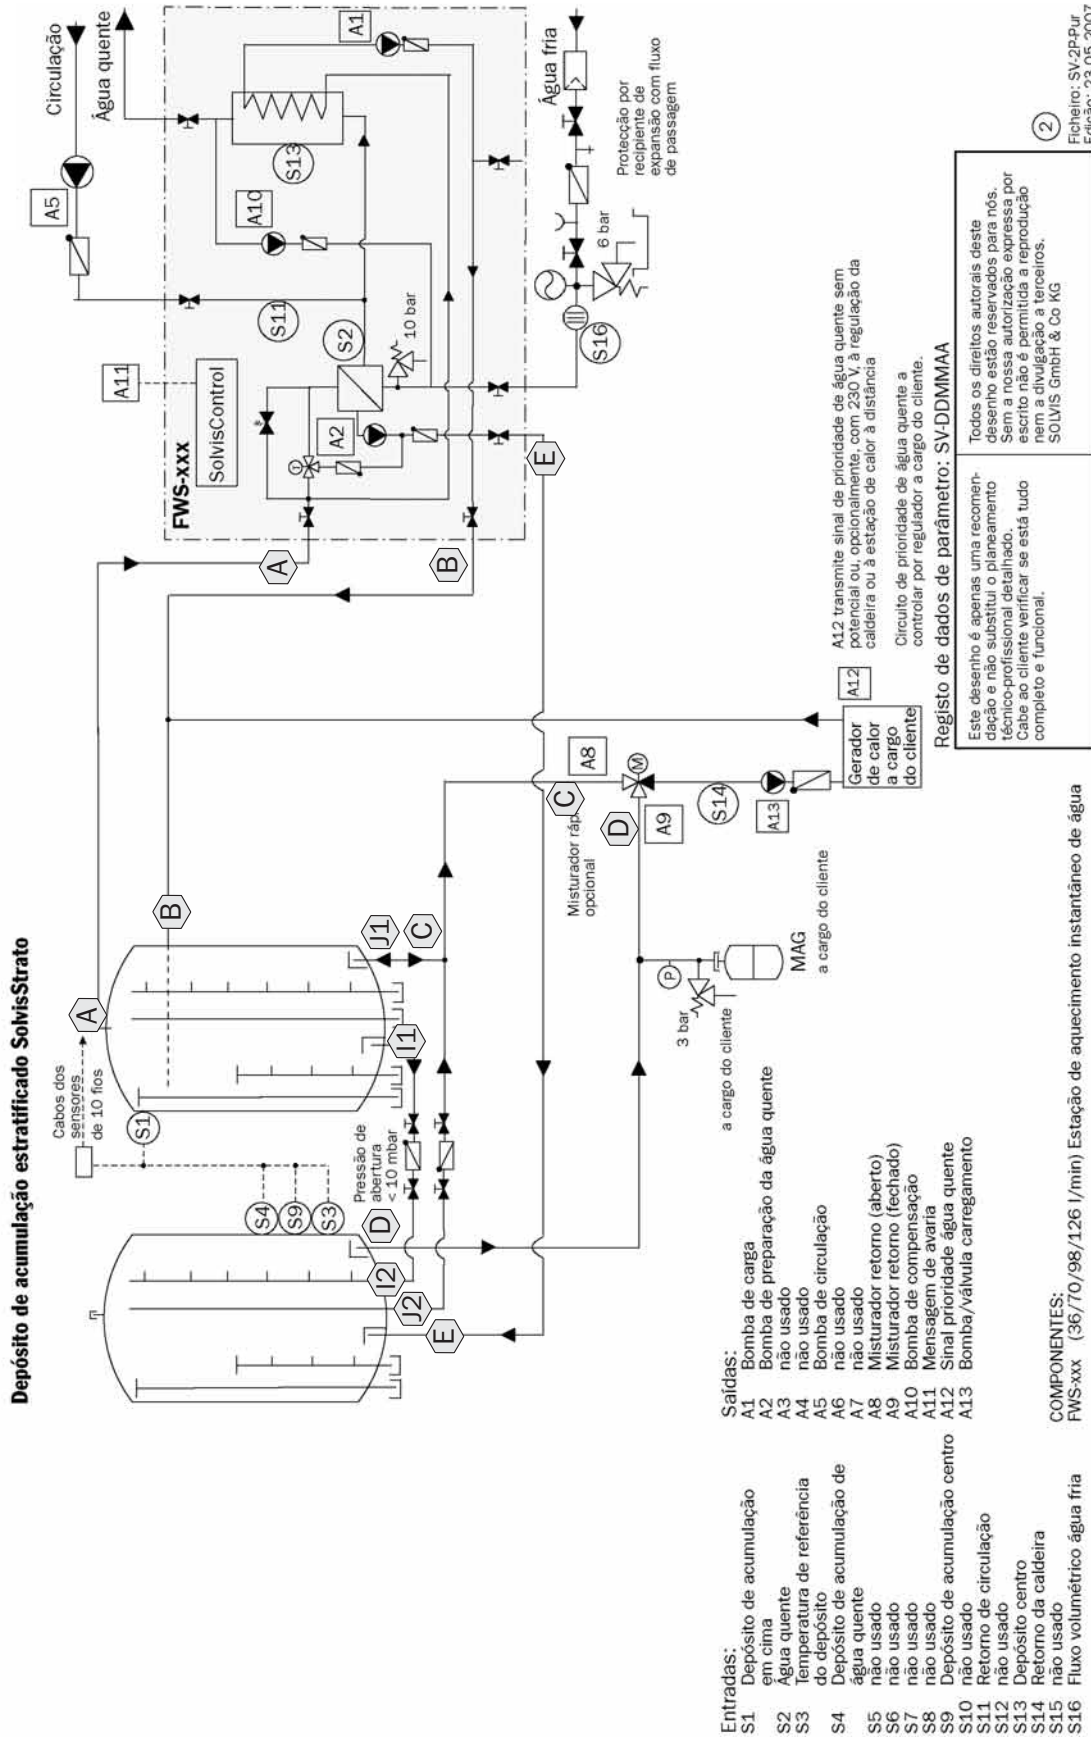 Depósito de acumulação estratificado SolvisStrato
Circulação
Água quente
A5
A11
FWS-xxx
SolvisControl
S11
A10
S13
A1
S2
A2
10 bar
T
Água fria
Protecção por
recipiente de
expansão com fluxo
de passagem
6 bar
S16
A
B
E
Cabos dos
sensores
de 10 fios
S1
S4
S9
S3
A
B
Pressão de
abertura
< 10 mbar
D
I2
J2
E
I1
J1
C
Misturador ráp.
opcional
C
A8
M
D
A9
S14
A13
A12
Gerador
de calor
a cargo
do cliente
P
3 bar
a cargo do cliente
MAG
a cargo do cliente
A12 transmite sinal de prioridade de água quente sem
potencial ou, opcionalmente, com 230 V, à regulação da
caldeira ou à estação de calor à distância
Circuito de prioridade de água quente a
controlar por regulador a cargo do cliente.
Registo de dados de parâmetro: SV-DDMMAA
Este desenho é apenas uma recomen-
dação e não substitui o planeamento
técnico-profissional detalhado.
Cabe ao cliente verificar se está tudo
completo e funcional.
Todos os direitos autorais deste
desenho estão reservados para nós.
Sem a nossa autorização expressa por
escrito não é permitida a reprodução
nem a divulgação a terceiros.
SOLVIS GmbH & Co KG
2
Ficheiro: SV-2P-Pur
Edição: 23.05.2007
Entradas:
S1 Depósito de acumulação
em cima
S2 Água quente
S3 Temperatura de referência
do depósito
S4 Depósito de acumulação de
água quente
S5 não usado
S6 não usado
S7 não usado
S8 não usado
S9 Depósito de acumulação centro
S10 não usado
S11 Retorno de circulação
S12 não usado
S13 Depósito centro
S14 Retorno da caldeira
S15 não usado
S16 Fluxo volumétrico água fria
Saídas:
A1 Bomba de carga
A2 Bomba de preparação da água quente
A3 não usado
A4 não usado
A5 Bomba de circulação
A6 não usado
A7 não usado
A8 Misturador retorno (aberto)
A9 Misturador retorno (fechado)
A10 Bomba de compensação
A11 Mensagem de avaria
A12 Sinal prioridade água quente
A13 Bomba/válvula carregamento
COMPONENTES:
FWS-xxx (36/70/98/126 l/min) Estação de aquecimento instantâneo de água